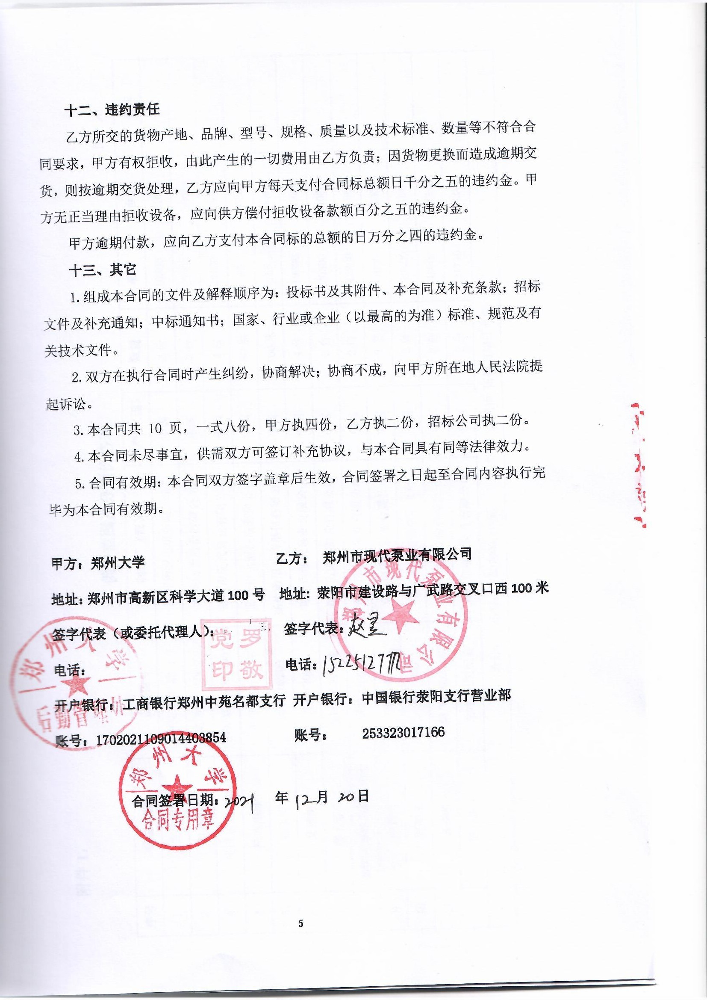 十二、违约责任
乙方所交的货物产地、品牌、型号、规格、质量以及技术标准、数量等不符合合
同要求，甲方有权拒收，由此产生的一切费用由乙方负责；因货物更换而造成逾期交
货，则按逾期交货处理，乙方应向甲方每天支付合同标总额日千分之五的违约金。甲
方无正当理由拒收设备，应向供方偿付拒收设备款额百分之五的违约金。
甲方逾期付款，应向乙方支付本合同标的总额的日万分之四的违约金。
十三、其它
1.组成本合同的文件及解释顺序为：投标书及其附件、本合同及补充条款；招标
文件及补充通知；中标通知书；国家、行业或企业（以最高的为准）标准、规范及有
关技术文件。
2.双方在执行合同时产生纠纷，协商解决；协商不成，向甲方所在地人民法院提
起诉讼。
3.本合同共 10 页，一式八份，甲方执四份，乙方执二份，招标公司执二份。
4.本合同未尽事宜，供需双方可签订补充协议，与本合同具有同等法律效力。
5.合同有效期：本合同双方签字盖章后生效，合同签署之日起至合同内容执行完
毕为本合同有效期。
甲方：郑州大学 乙方： 郑州市现代泵业有限公司
地址：郑州市高新区科学大道 100 号 地址：荥阳市建设路与广武路交叉口西 100 米
签字代表（或委托代理人）： 签字代表：
电话： 电话：
开户银行：工商银行郑州中苑名都支行 开户银行：中国银行荥阳支行营业部
账号：1702021109014403854 账号： 253323017166
合同签署日期：2021 年 12 月 20 日
郑州市现代泵业有限公司
罗敬党印
郑州大学
后勤管理处
郑州大学
合同专用章
5